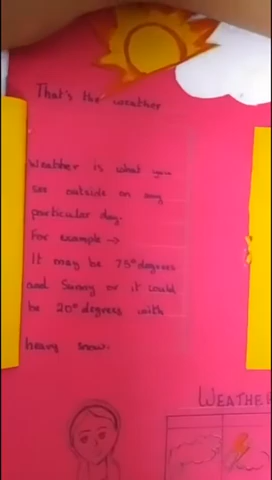 That's the weather
Weather is what you
see outside on any
particular day.
For example →
It may be 75° degrees
and Sunny or it could
be 20° degrees with
heavy snow.
WEATHER